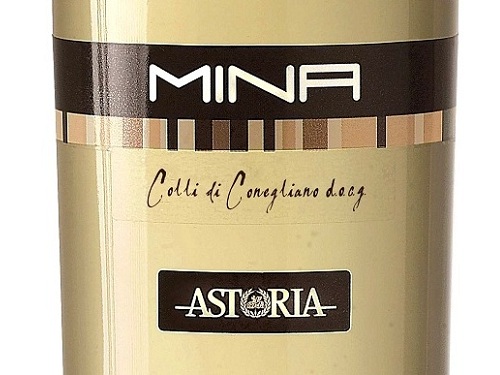 MINA
Colli di Conegliano d.o.c.g
ASTORIA